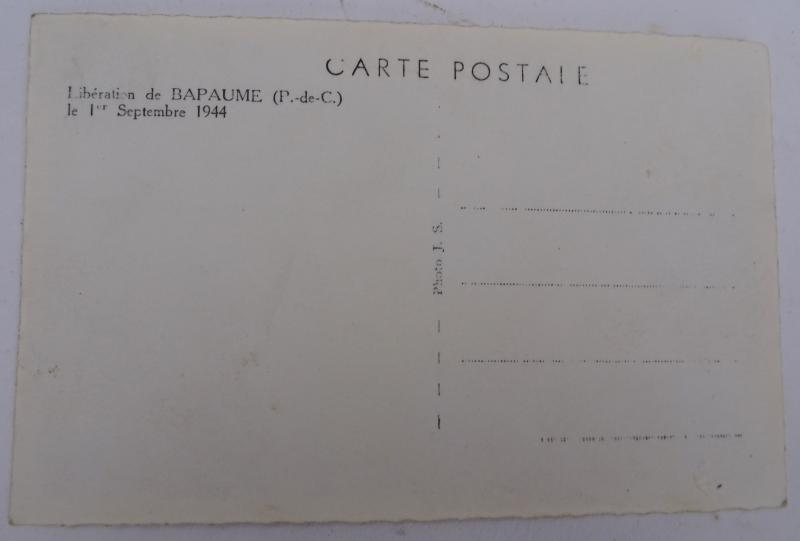 CARTE POSTALE
Libération de BAPAUME (P.-de-C.)
le 1er Septembre 1944
Photo J. S.